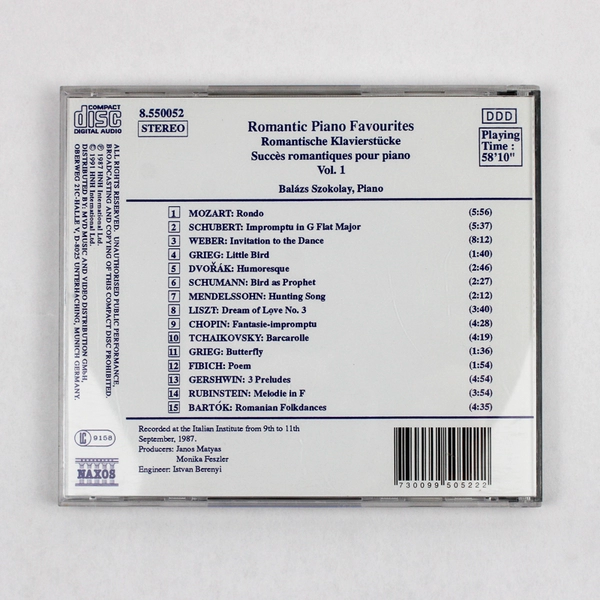 COMPACT
disc
DIGITAL AUDIO
8.550052
STEREO
Romantic Piano Favourites
Romantische Klavierstücke
Succès romantiques pour piano
Vol. 1
Balázs Szokolay, Piano
DDD
Playing
Time :
58'10"
1 MOZART: Rondo (5:56)
2 SCHUBERT: Impromptu in G Flat Major (5:37)
3 WEBER: Invitation to the Dance (8:12)
4 GRIEG: Little Bird (1:40)
5 DVOŘÁK: Humoresque (2:46)
6 SCHUMANN: Bird as Prophet (2:27)
7 MENDELSSOHN: Hunting Song (2:12)
8 LISZT: Dream of Love No. 3 (3:40)
9 CHOPIN: Fantasie-impromptu (4:28)
10 TCHAIKOVSKY: Barcarolle (4:19)
11 GRIEG: Butterfly (1:36)
12 FIBICH: Poem (1:54)
13 GERSHWIN: 3 Preludes (4:54)
14 RUBINSTEIN: Melodie in F (3:54)
15 BARTÓK: Romanian Folkdances (4:35)
Recorded at the Italian Institute from 9th to 11th
September, 1987.
Producers: Janos Matyas
Monika Feszler
Engineer: Istvan Berenyi
730099 505222
ALL RIGHTS RESERVED. UNAUTHORISED PUBLIC PERFORMANCE,
BROADCASTING AND COPYING OF THIS COMPACT DISC PROHIBITED.
℗ 1987 HNH International Ltd.
© 1991 HNH International Ltd.
DISTRIBUTED BY: MVD MUSIC AND VIDEO DISTRIBUTION GmbH,
OBERWEG 21C-HALLE V, D-8025 UNTERHACHING, MUNICH GERMANY.
LC 9158
NAXOS